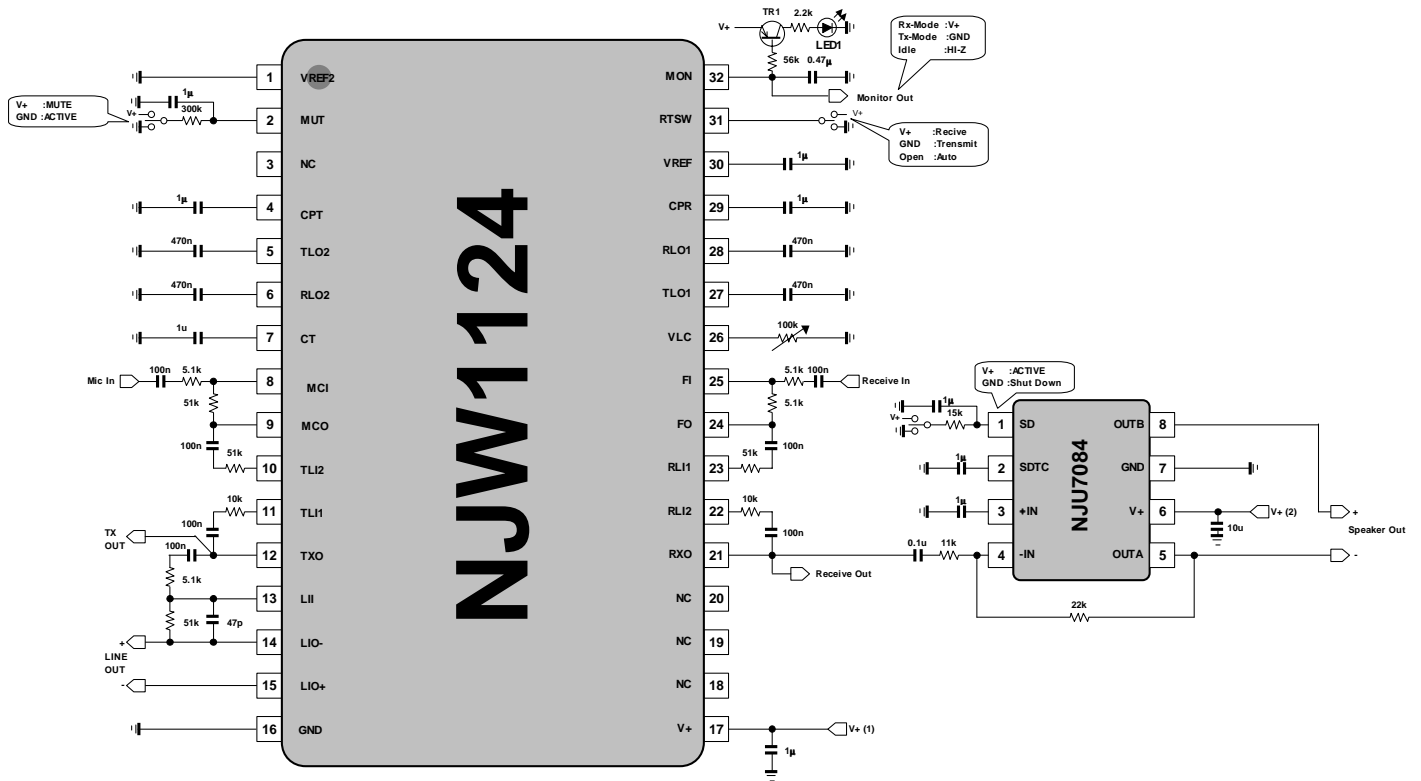 TR1
2.2k
V+
LED1
Rx-Mode :V+
Tx-Mode :GND
Idle :HI-Z
56k
0.47µ
Monitor Out
V+ :MUTE
GND :ACTIVE
1µ
V+
300k
V+
V+ :Recive
GND :Trensmit
Open :Auto
1 VREF2
2 MUT
3 NC
4 CPT
5 TLO2
6 RLO2
7 CT
8 MCI
9 MCO
10 TLI2
11 TLI1
12 TXO
13 LII
14 LIO-
15 LIO+
16 GND
NJW1124
MON 32
RTSW 31
VREF 30
CPR 29
RLO1 28
TLO1 27
VLC 26
FI 25
FO 24
RLI1 23
RLI2 22
RXO 21
NC 20
NC 19
NC 18
V+ 17
1µ
470n
470n
1u
Mic In
100n
5.1k
51k
100n
51k
10k
100n
TX
OUT
100n
5.1k
51k
47p
+
LINE
OUT
-
1µ
1µ
470n
470n
100k
5.1k
100n
Receive In
5.1k
100n
51k
10k
100n
Receive Out
V+ (1)
1µ
0.1u
11k
V+ :ACTIVE
GND :Shut Down
1µ
V+
15k
1µ
1µ
1 SD
2 SDTC
3 +IN
4 -IN
NJU7084
OUTB 8
GND 7
V+ 6
OUTA 5
V+ (2)
10u
+
Speaker Out
-
22k